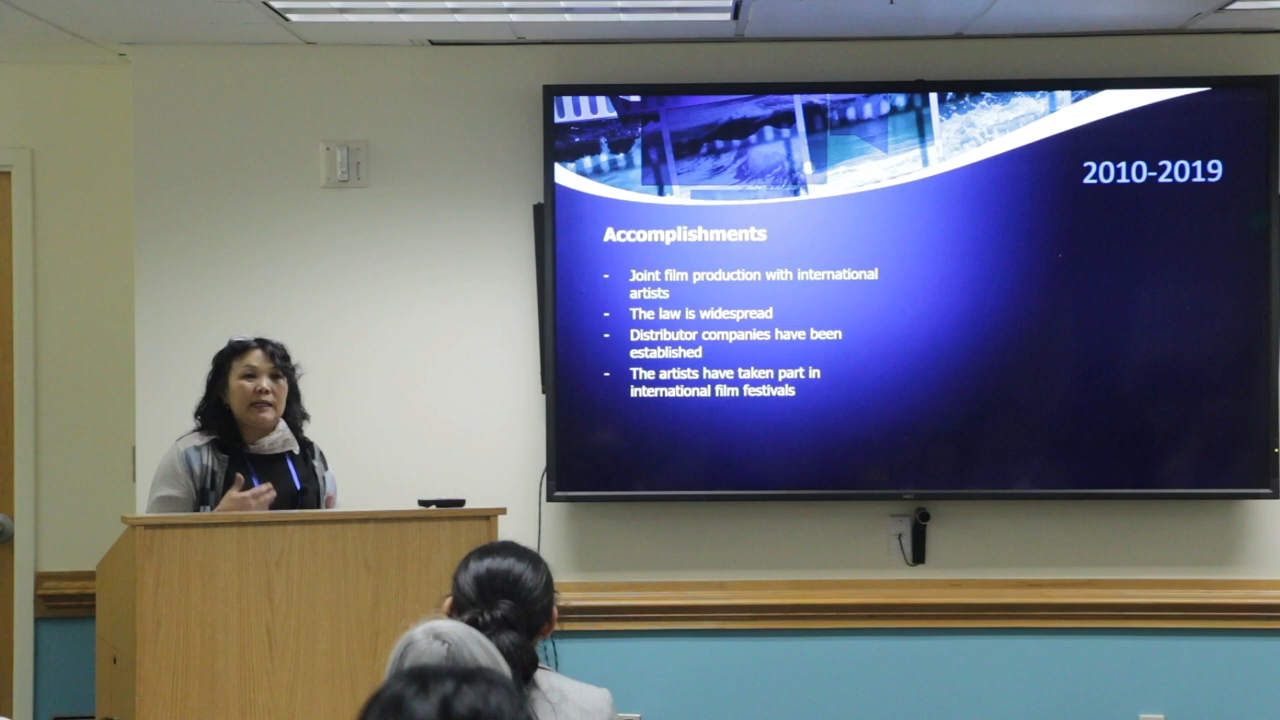 2010-2019
Accomplishments
- Joint film production with international
artists
- The law is widespread
- Distributor companies have been
established
- The artists have taken part in
international film festivals